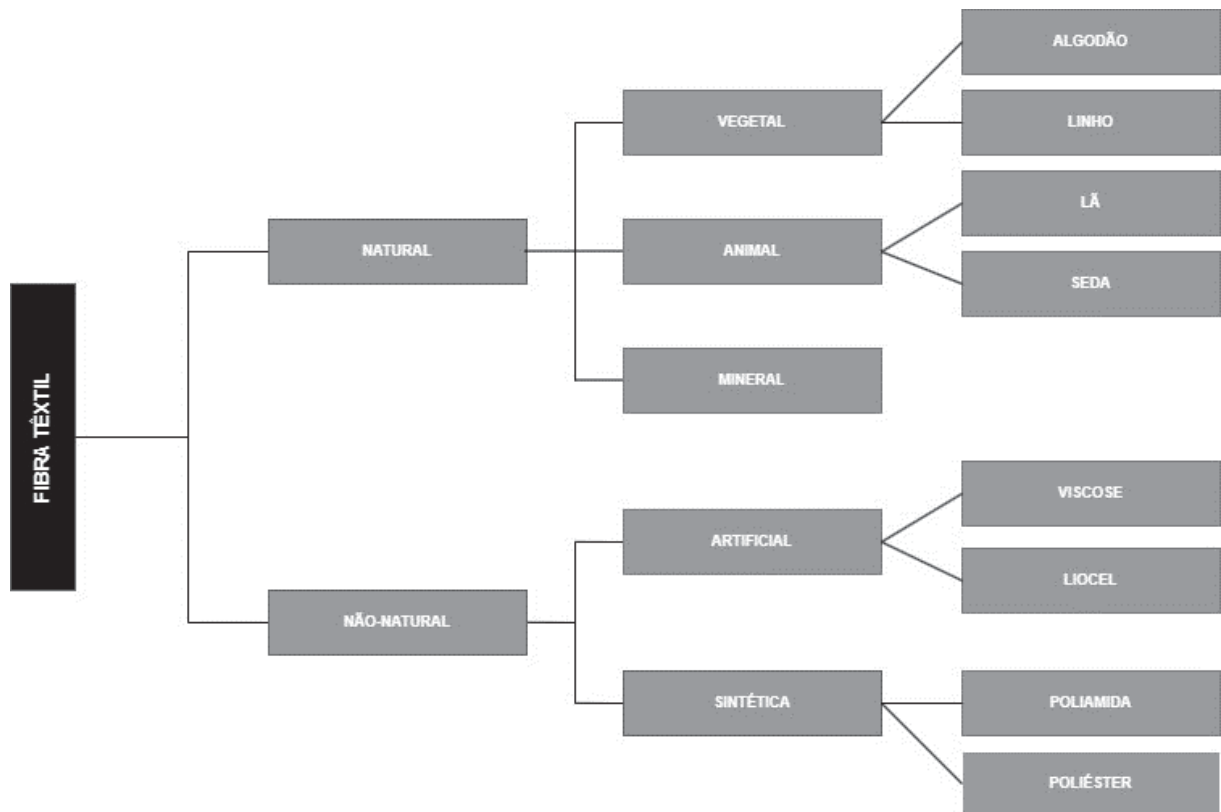 FIBRA TÊXTIL
NATURAL
VEGETAL
ALGODÃO
LINHO
ANIMAL
LÃ
SEDA
MINERAL
NÃO-NATURAL
ARTIFICIAL
VISCOSE
LIOCEL
SINTÉTICA
POLIAMIDA
POLIÉSTER